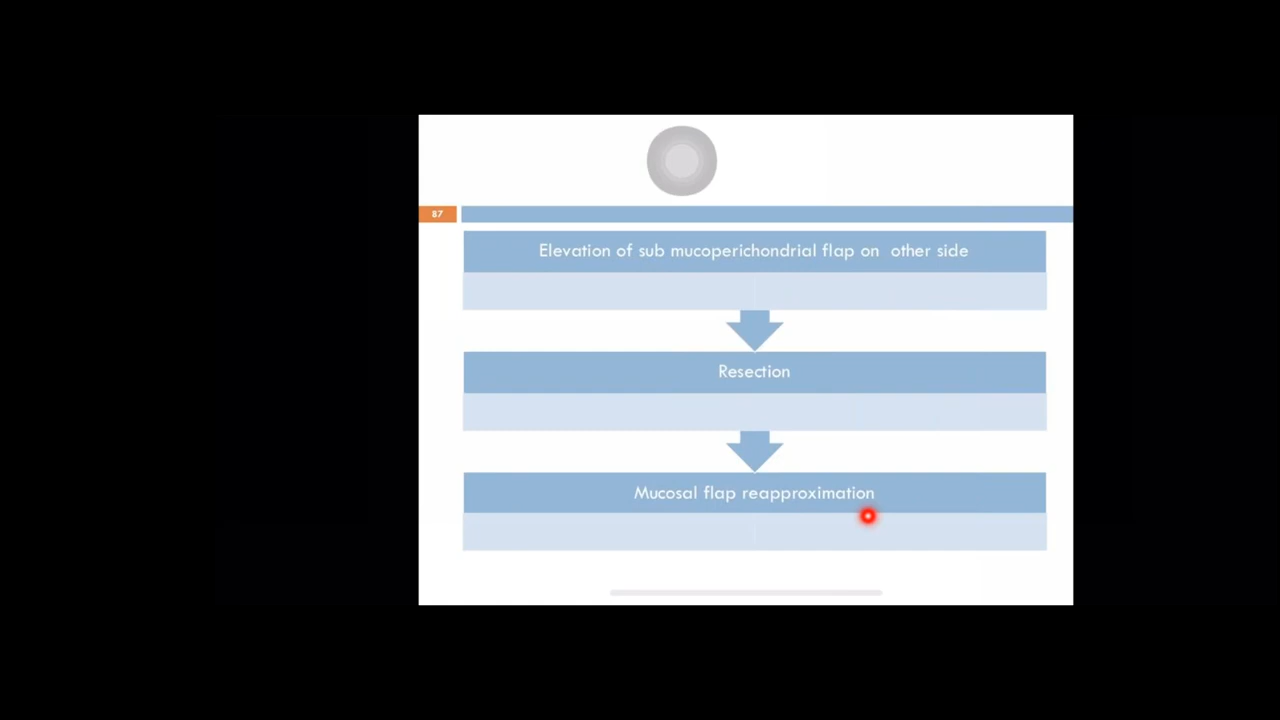 87
Elevation of sub mucoperichondrial flap on other side
Resection
Mucosal flap reapproximation